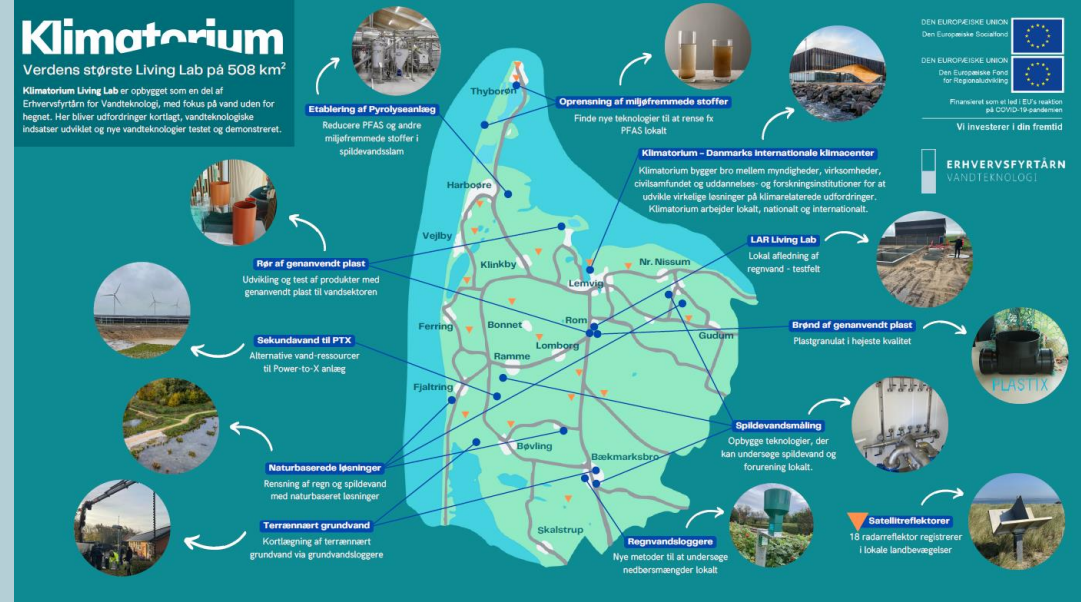 Klimatorium
Verdens største Living Lab på 508 km²
Klimatorium Living Lab er opbygget som en del af
Erhvervsfyrtårn for Vandteknologi, med fokus på vand uden for
hegnet. Her bliver udfordringer kortlagt, vandteknologiske
indsatser udviklet og nye vandteknologier testet og demonstreret.
DEN EUROPÆISKE UNION
Den Europæiske Socialfond
DEN EUROPÆISKE UNION
Den Europæiske Fond
for Regionaludvikling
Finansieret som et led i EU's reaktion
på COVID-19-pandemien
Vi investerer i din fremtid
ERHVERVSFYRTÅRN
VANDTEKNOLOGI
Etablering af Pyrolyseanlæg
Reducere PFAS og andre
miljøfremmede stoffer i
spildevandsslam
Oprensning af miljøfremmede stoffer
Finde nye teknologier til at rense fx
PFAS lokalt
Klimatorium – Danmarks internationale klimacenter
Klimatorium bygger bro mellem myndigheder, virksomheder,
civilsamfundet og uddannelses- og forskningsinstitutioner for at
udvikle virkelige løsninger på klimarelaterede udfordringer.
Klimatorium arbejder lokalt, nationalt og internationalt.
Rør af genanvendt plast
Udvikling og test af produkter med
genanvendt plast til vandsektoren
LAR Living Lab
Lokal afledning af
regnvand - testfelt
Sekundavand til PTX
Alternative vand-ressourcer
til Power-to-X anlæg
Brønd af genanvendt plast
Plastgranulat i højeste kvalitet
PLASTIX
Naturbaserede løsninger
Rensning af regn og spildevand
med naturbaseret løsninger
Spildevandsmåling
Opbygge teknologier, der
kan undersøge spildevand og
forurening lokalt.
Terrænnært grundvand
Kortlægning af terrænnært
grundvand via grundvandsloggere
Regnvandsloggere
Nye metoder til at undersøge
nedbørsmængder lokalt
Satellitreflektorer
18 radarreflektor registrerer
i lokale landbevægelser
Thyborøn
Harboøre
Vejlby
Klinkby
Nr. Nissum
Lemvig
Ferring
Bonnet
Rom
Lomborg
Gudum
Ramme
Fjaltring
Bøvling
Bækmarksbro
Skalstrup